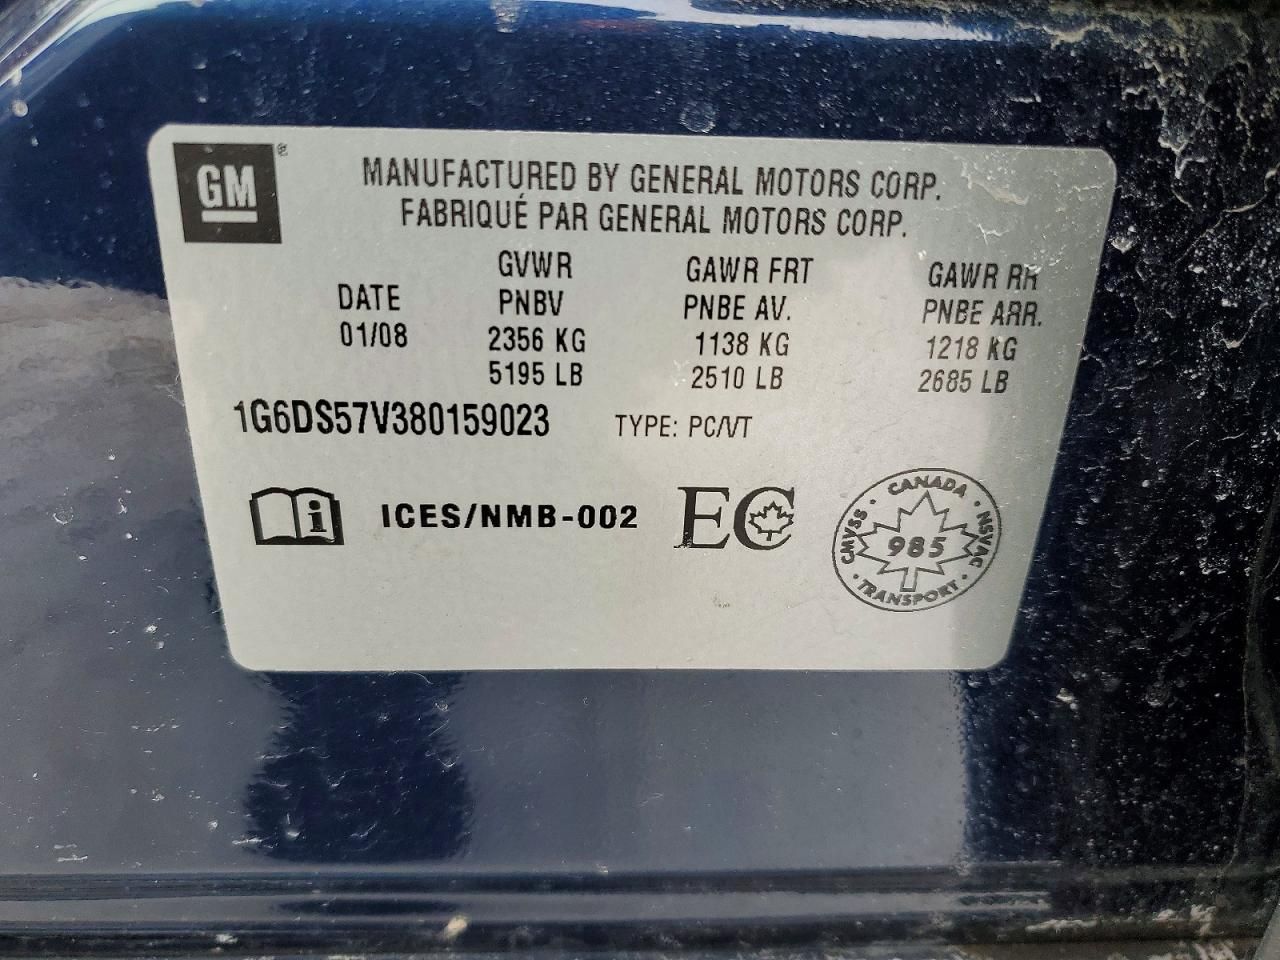 GM®
MANUFACTURED BY GENERAL MOTORS CORP.
FABRIQUÉ PAR GENERAL MOTORS CORP.
DATE
01/08
GVWR
PNBV
2356 KG
5195 LB
GAWR FRT
PNBE AV.
1138 KG
2510 LB
GAWR RR
PNBE ARR.
1218 KG
2685 LB
1G6DS57V380159023
TYPE: PC/VT
i
ICES/NMB-002
EC
CANADA
CMVSS
985
NSVAC
TRANSPORT